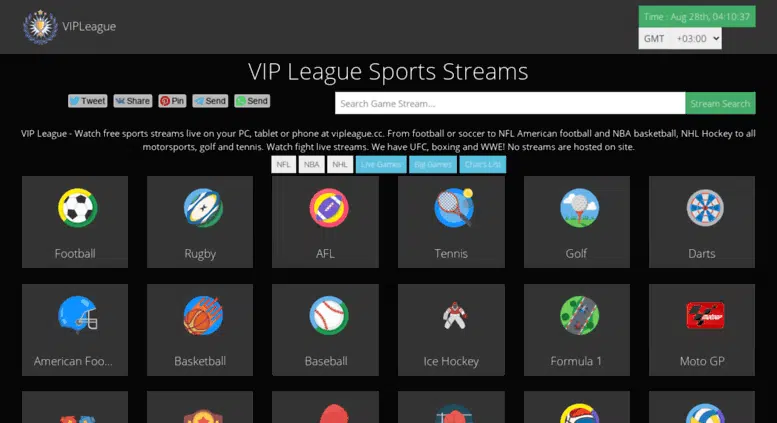 VIPLeague
Time : Aug 28th, 04:10:37
GMT +03:00
VIP League Sports Streams
Tweet Share Pin Send Send
Search Game Stream... Stream Search
VIP League - Watch free sports streams live on your PC, tablet or phone at vipleague.cc. From football or soccer to NFL American football and NBA basketball, NHL Hockey to all
motorsports, golf and tennis. Watch fight live streams. We have UFC, boxing and WWE! No streams are hosted on site.
NFL NBA NHL Live Games Big Games
Football Rugby AFL Tennis Golf Darts
American Foo... Basketball Baseball Ice Hockey Formula 1 Moto GP